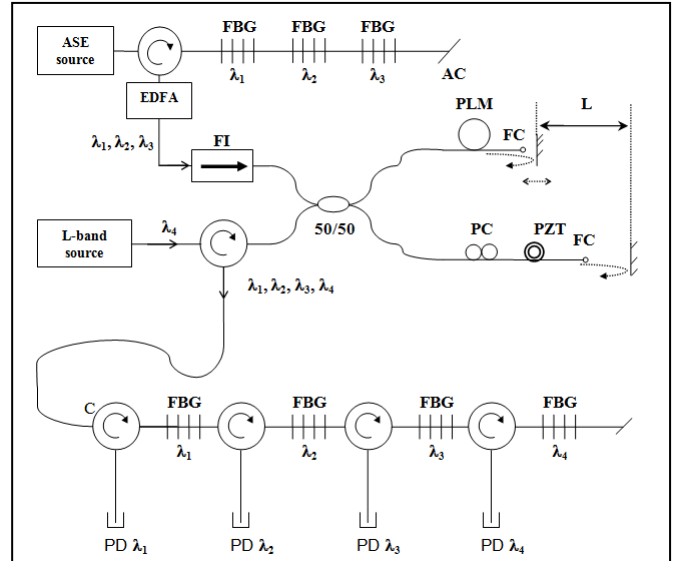 FBG FBG FBG
ASE source
λ1 λ2 λ3
AC
EDFA
PLM
L
FC
λ1, λ2, λ3
FI
λ4
L-band source
50/50
PC
PZT
FC
λ1, λ2, λ3, λ4
C
FBG FBG FBG FBG
λ1 λ2 λ3 λ4
PD λ1 PD λ2 PD λ3 PD λ4